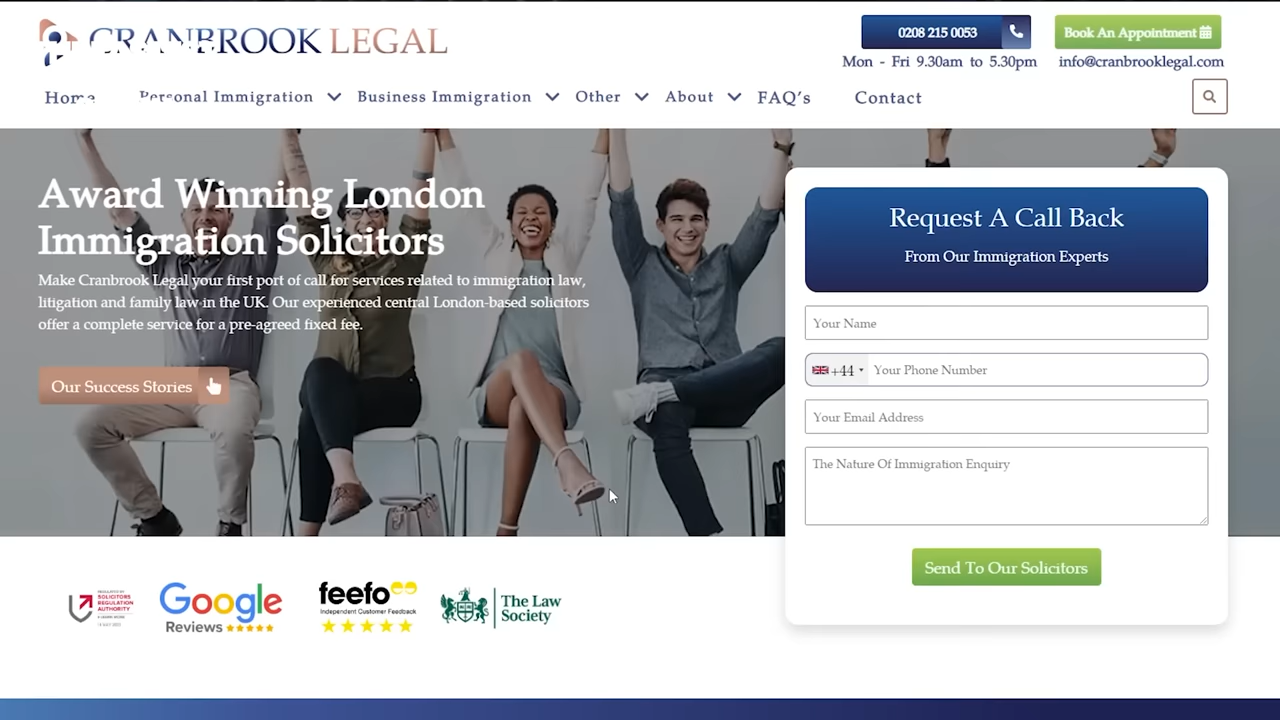 CRANBROOK LEGAL
0208 215 0053
Book An Appointment
Mon - Fri 9.30am to 5.30pm
info@cranbrooklegal.com
Home
Personal Immigration
Business Immigration
Other
About
FAQ's
Contact
Award Winning London
Immigration Solicitors
Make Cranbrook Legal your first port of call for services related to immigration law,
litigation and family law in the UK. Our experienced central London-based solicitors
offer a complete service for a pre-agreed fixed fee.
Our Success Stories
Request A Call Back
From Our Immigration Experts
Your Name
+44 Your Phone Number
Your Email Address
The Nature Of Immigration Enquiry
Send To Our Solicitors
SOLICITORS
REGULATION
AUTHORITY
Google
Reviews
feefo
Independent Customer Feedback
The Law
Society